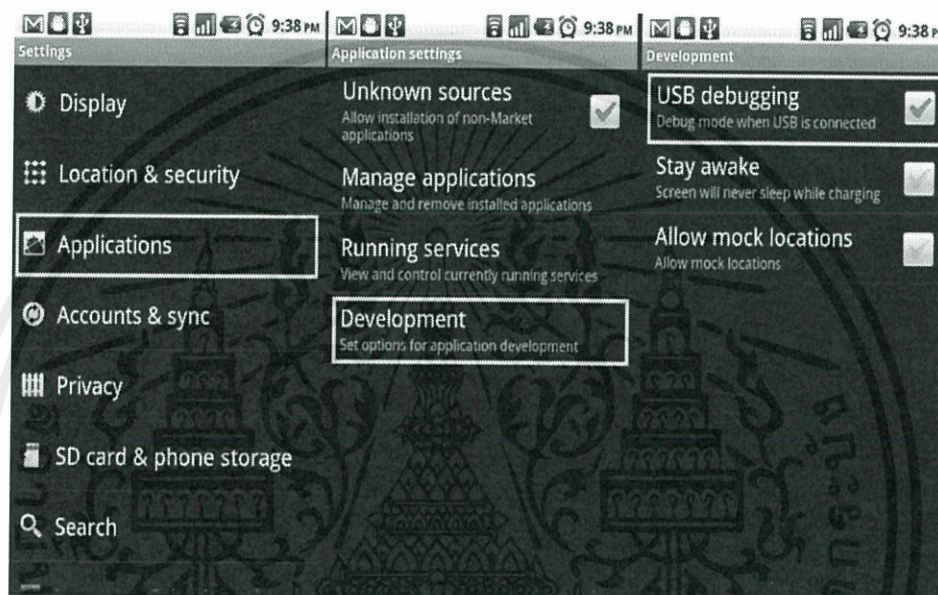 9:38 PM
Settings
Display
Location & security
Applications
Accounts & sync
Privacy
SD card & phone storage
Search
9:38 PM
Application settings
Unknown sources
Allow installation of non-Market
applications
Manage applications
Manage and remove installed applications
Running services
View and control currently running services
Development
Set options for application development
9:38 P
Development
USB debugging
Debug mode when USB is connected
Stay awake
Screen will never sleep while charging
Allow mock locations
Allow mock locations